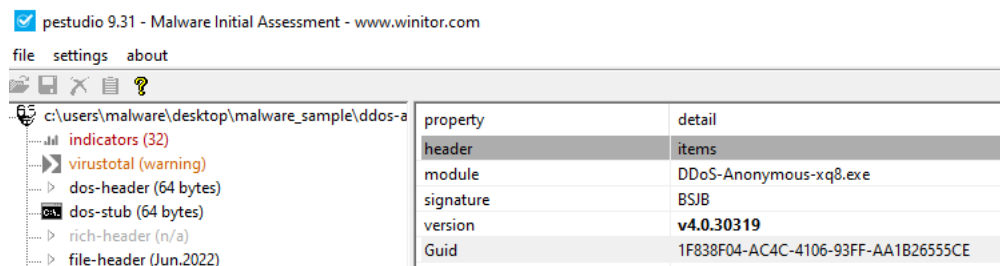 pestudio 9.31 - Malware Initial Assessment - www.winitor.com
file settings about
c:\users\malware\desktop\malware_sample\ddos-a
indicators (32)
virustotal (warning)
dos-header (64 bytes)
dos-stub (64 bytes)
rich-header (n/a)
file-header (Jun.2022)
property detail
header items
module DDoS-Anonymous-xq8.exe
signature BSJB
version v4.0.30319
Guid 1F838F04-AC4C-4106-93FF-AA1B26555CE